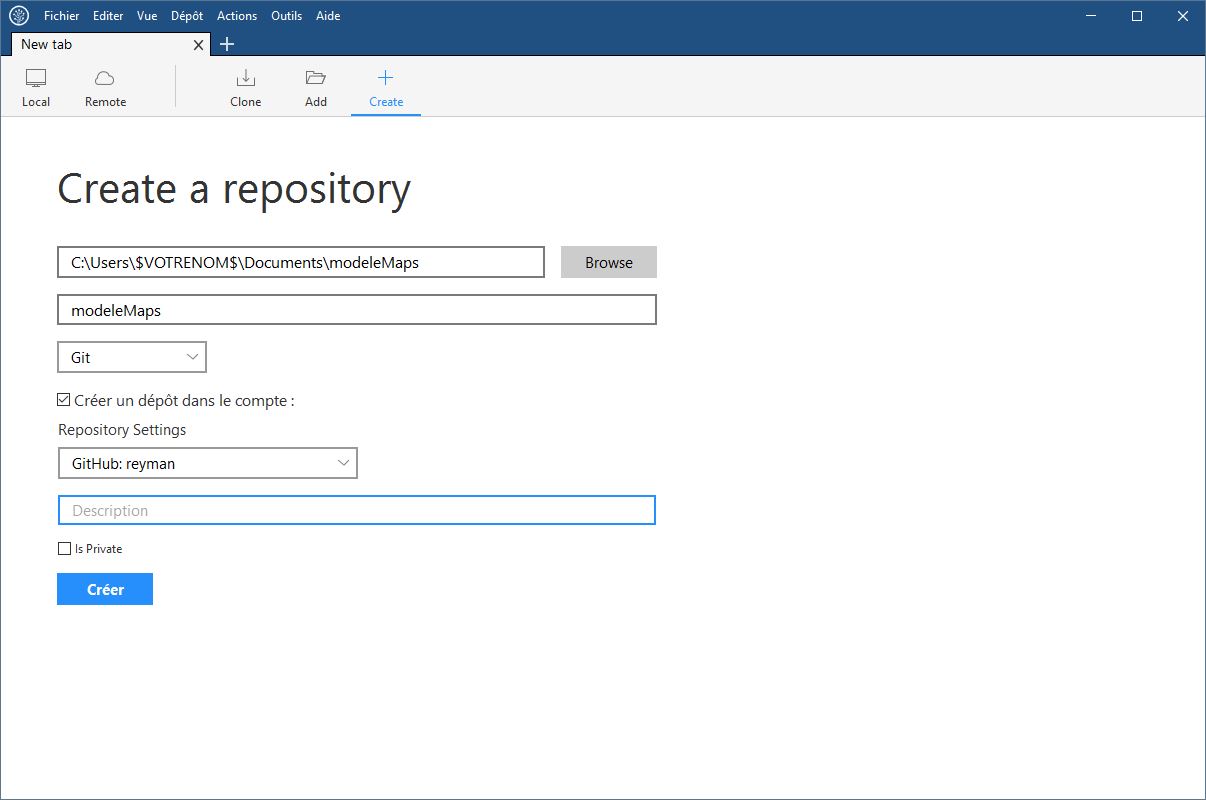 Fichier Editer Vue Dépôt Actions Outils Aide
New tab
Local Remote Clone Add Create
Create a repository
C:\Users\$VOTRENOM$\Documents\modeleMaps Browse
modeleMaps
Git
Créer un dépôt dans le compte :
Repository Settings
GitHub: reyman
Description
Is Private
Créer